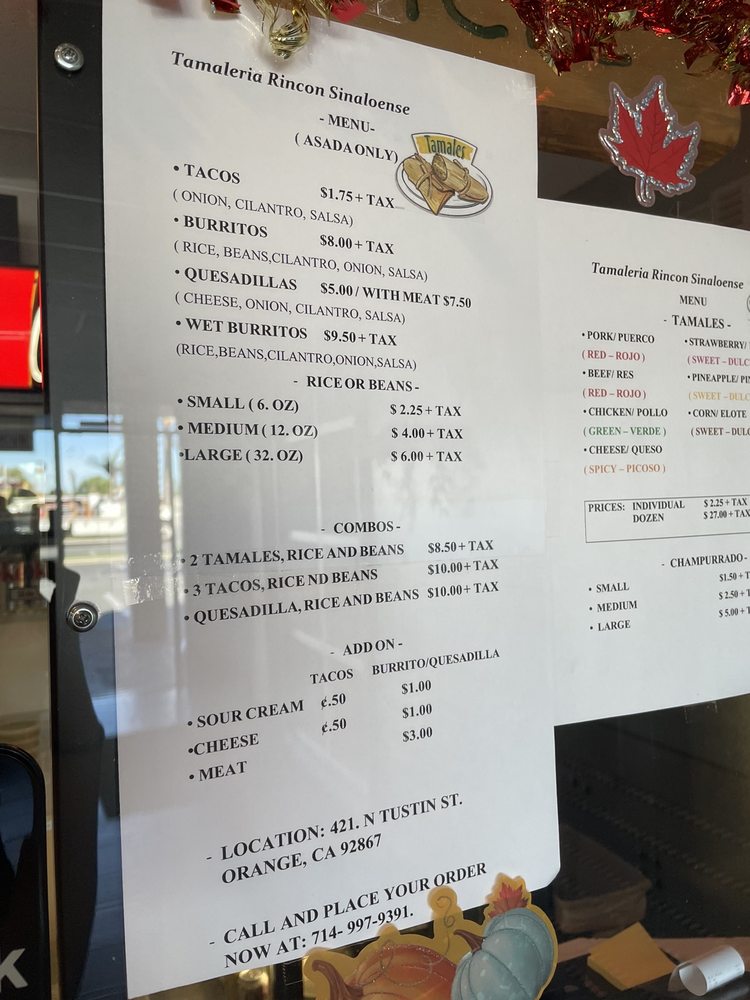 Tamaleria Rincon Sinaloense
- MENU-
( ASADA ONLY)
Tamales
• TACOS $1.75 + TAX
( ONION, CILANTRO, SALSA)
• BURRITOS $8.00 + TAX
( RICE, BEANS,CILANTRO, ONION, SALSA)
• QUESADILLAS $5.00 / WITH MEAT $7.50
( CHEESE, ONION, CILANTRO, SALSA)
• WET BURRITOS $9.50 + TAX
(RICE,BEANS,CILANTRO,ONION,SALSA)
- RICE OR BEANS -
• SMALL ( 6. OZ) $ 2.25 + TAX
• MEDIUM ( 12. OZ) $ 4.00 + TAX
•LARGE ( 32. OZ) $ 6.00 + TAX
- COMBOS -
• 2 TAMALES, RICE AND BEANS $8.50 + TAX
• 3 TACOS, RICE ND BEANS $10.00+ TAX
• QUESADILLA, RICE AND BEANS $10.00+ TAX
- ADD ON -
TACOS BURRITO/QUESADILLA
• SOUR CREAM ¢.50 $1.00
•CHEESE ¢.50 $1.00
• MEAT $3.00
- LOCATION: 421. N TUSTIN ST.
ORANGE, CA 92867
- CALL AND PLACE YOUR ORDER
NOW AT: 714- 997-9391.
Tamaleria Rincon Sinaloense
MENU
- TAMALES -
• PORK/ PUERCO • STRAWBERRY/
( RED – ROJO ) ( SWEET – DULC
• BEEF/ RES • PINEAPPLE/ PI
( RED – ROJO ) ( SWEET – DULC
• CHICKEN/ POLLO • CORN/ ELOTE
( GREEN – VERDE ) ( SWEET – DULC
• CHEESE/ QUESO
( SPICY – PICOSO )
PRICES: INDIVIDUAL $ 2.25 + TAX
DOZEN $ 27.00 + TAX
- CHAMPURRADO-
• SMALL $1.50 + T
• MEDIUM $ 2.50 + T
• LARGE $ 5.00 + T